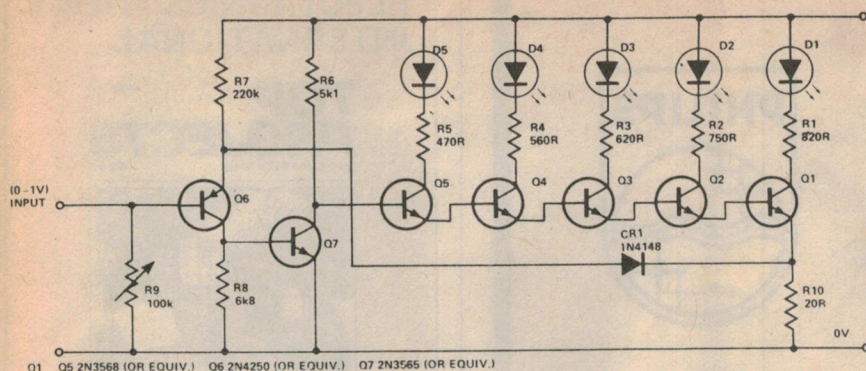 D5
D4
D3
D2
D1
R7
220k
R6
5k1
R5
470R
R4
560R
R3
620R
R2
750R
R1
820R
(0-1V)
INPUT
Q6
Q5
Q4
Q3
Q2
Q1
Q7
CR1
1N4148
R9
100k
R8
6k8
R10
20R
0V
Q1 Q5 2N3568 (OR EQUIV.) Q6 2N4250 (OR EQUIV.) Q7 2N3565 (OR EQUIV.)